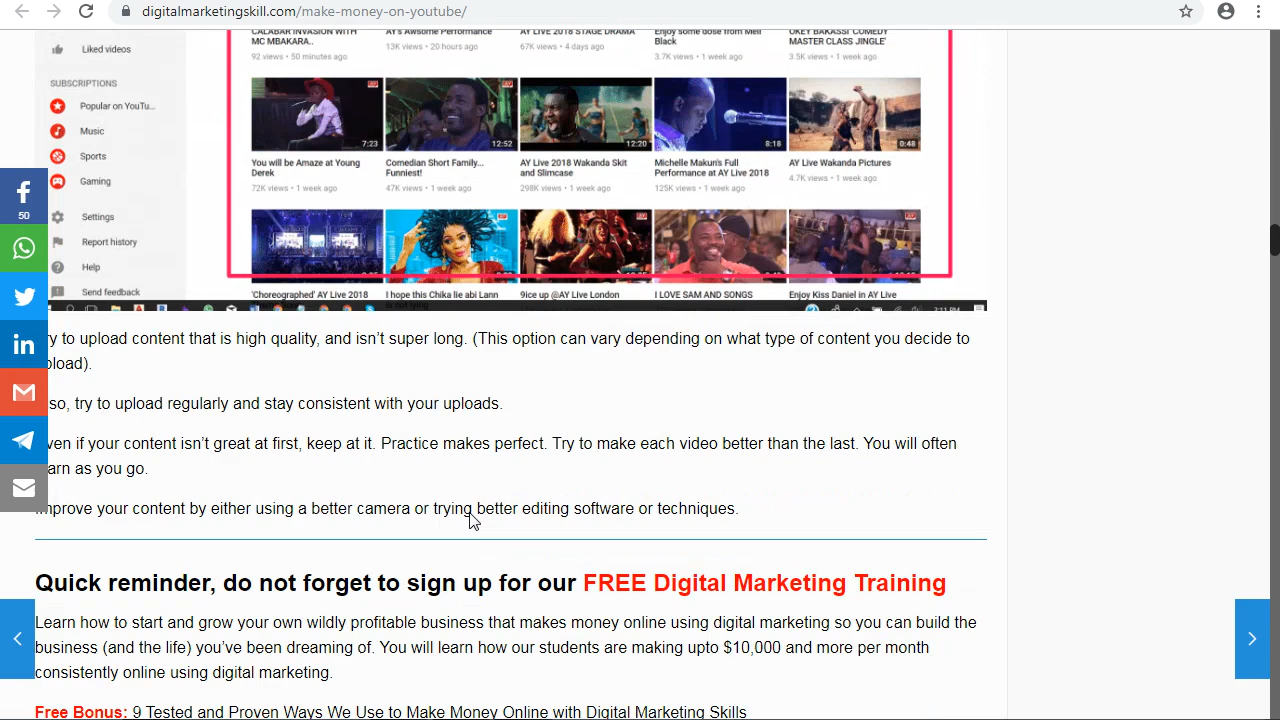 digitalmarketingskill.com/make-money-on-youtube/
Liked videos
SUBSCRIPTIONS
Popular on YouTu...
Music
Sports
Gaming
Settings
Report history
Help
Send feedback
CALABAR INVASION WITH MC MBAKARA..
92 views • 50 minutes ago
AY's Awsome Performance
13K views • 20 hours ago
AY LIVE 2018 STAGE DRAMA
67K views • 4 days ago
Enjoy some dose from Mell Black
3.7K views • 1 week ago
OKEY BAKASSI COMEDY MASTER CLASS JINGLE'
3.5K views • 1 week ago
7:23
12:52
12:20
8:18
0:48
You will be Amaze at Young Derek
72K views • 1 week ago
Comedian Short Family... Funniest!
47K views • 1 week ago
AY Live 2018 Wakanda Skit and Slimcase
298K views • 1 week ago
Michelle Makun's Full Performance at AY Live 2018
125K views • 1 week ago
AY Live Wakanda Pictures
4.7K views • 1 week ago
'Choreographed' AY Live 2018
I hope this Chika lie abi Lann
9ice up @AY Live London
I LOVE SAM AND SONGS
Enjoy Kiss Daniel in AY Live
3:11 PM
50
y to upload content that is high quality, and isn't super long. (This option can vary depending on what type of content you decide to
load).
so, try to upload regularly and stay consistent with your uploads.
ven if your content isn't great at first, keep at it. Practice makes perfect. Try to make each video better than the last. You will often
arn as you go.
mprove your content by either using a better camera or trying better editing software or techniques.
Quick reminder, do not forget to sign up for our FREE Digital Marketing Training
Learn how to start and grow your own wildly profitable business that makes money online using digital marketing so you can build the
business (and the life) you've been dreaming of. You will learn how our students are making upto $10,000 and more per month
consistently online using digital marketing.
Free Bonus: 9 Tested and Proven Ways We Use to Make Money Online with Digital Marketing Skills